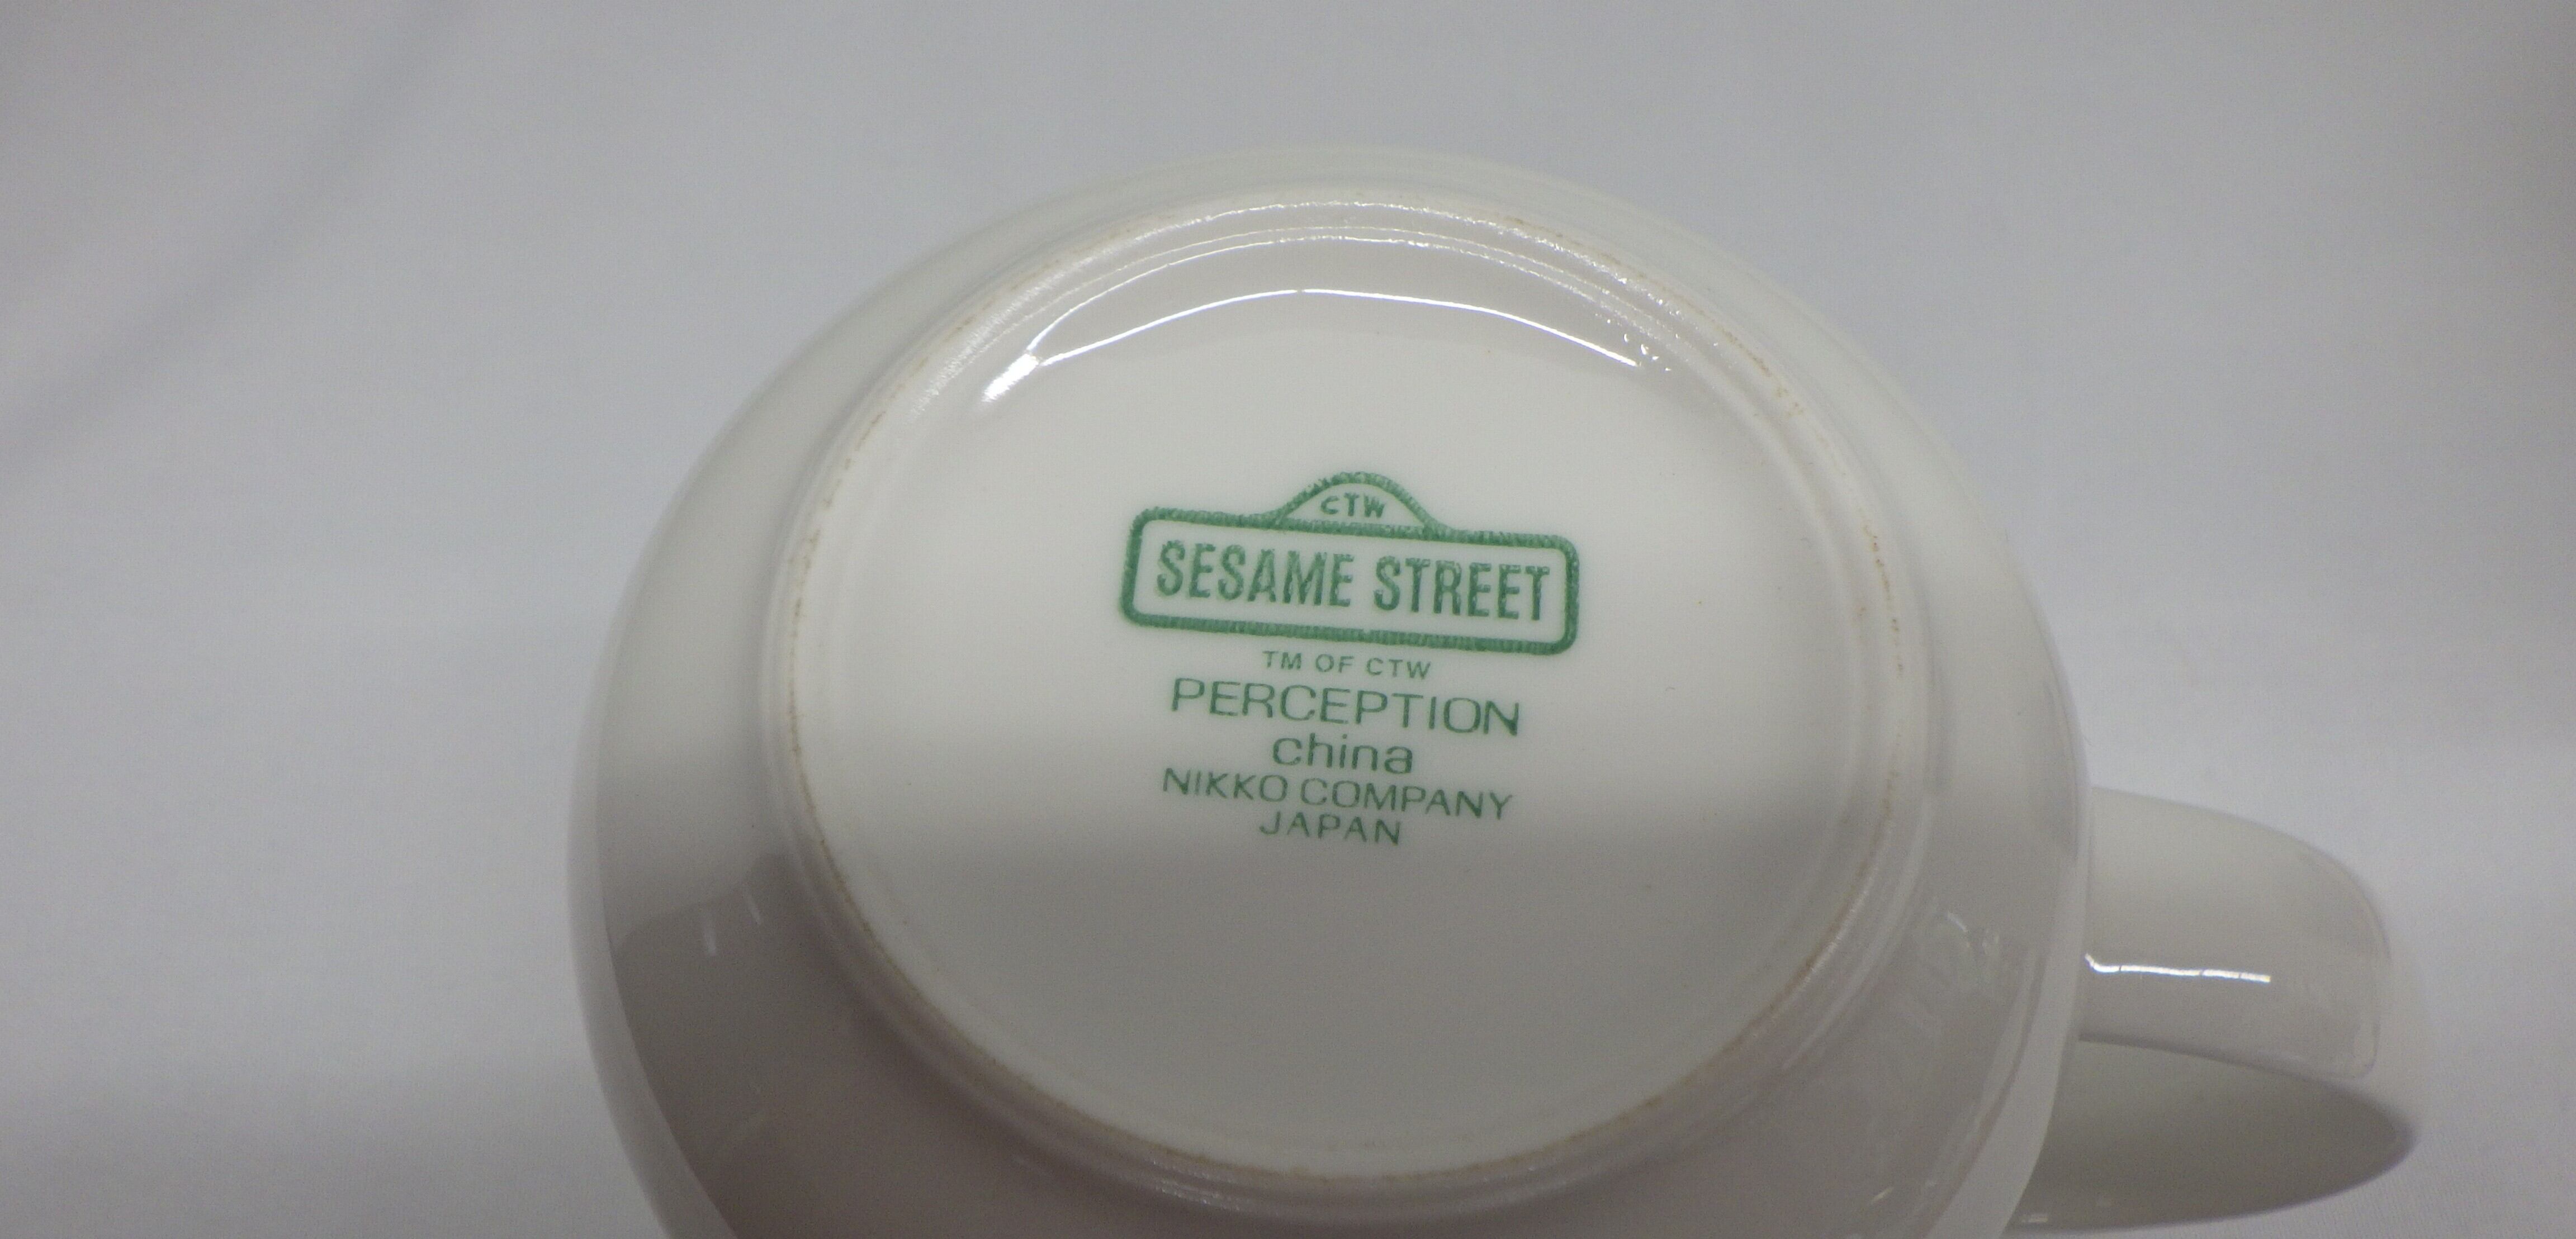 CTW
SESAME STREET
TM OF CTW
PERCEPTION
china
NIKKO COMPANY
JAPAN